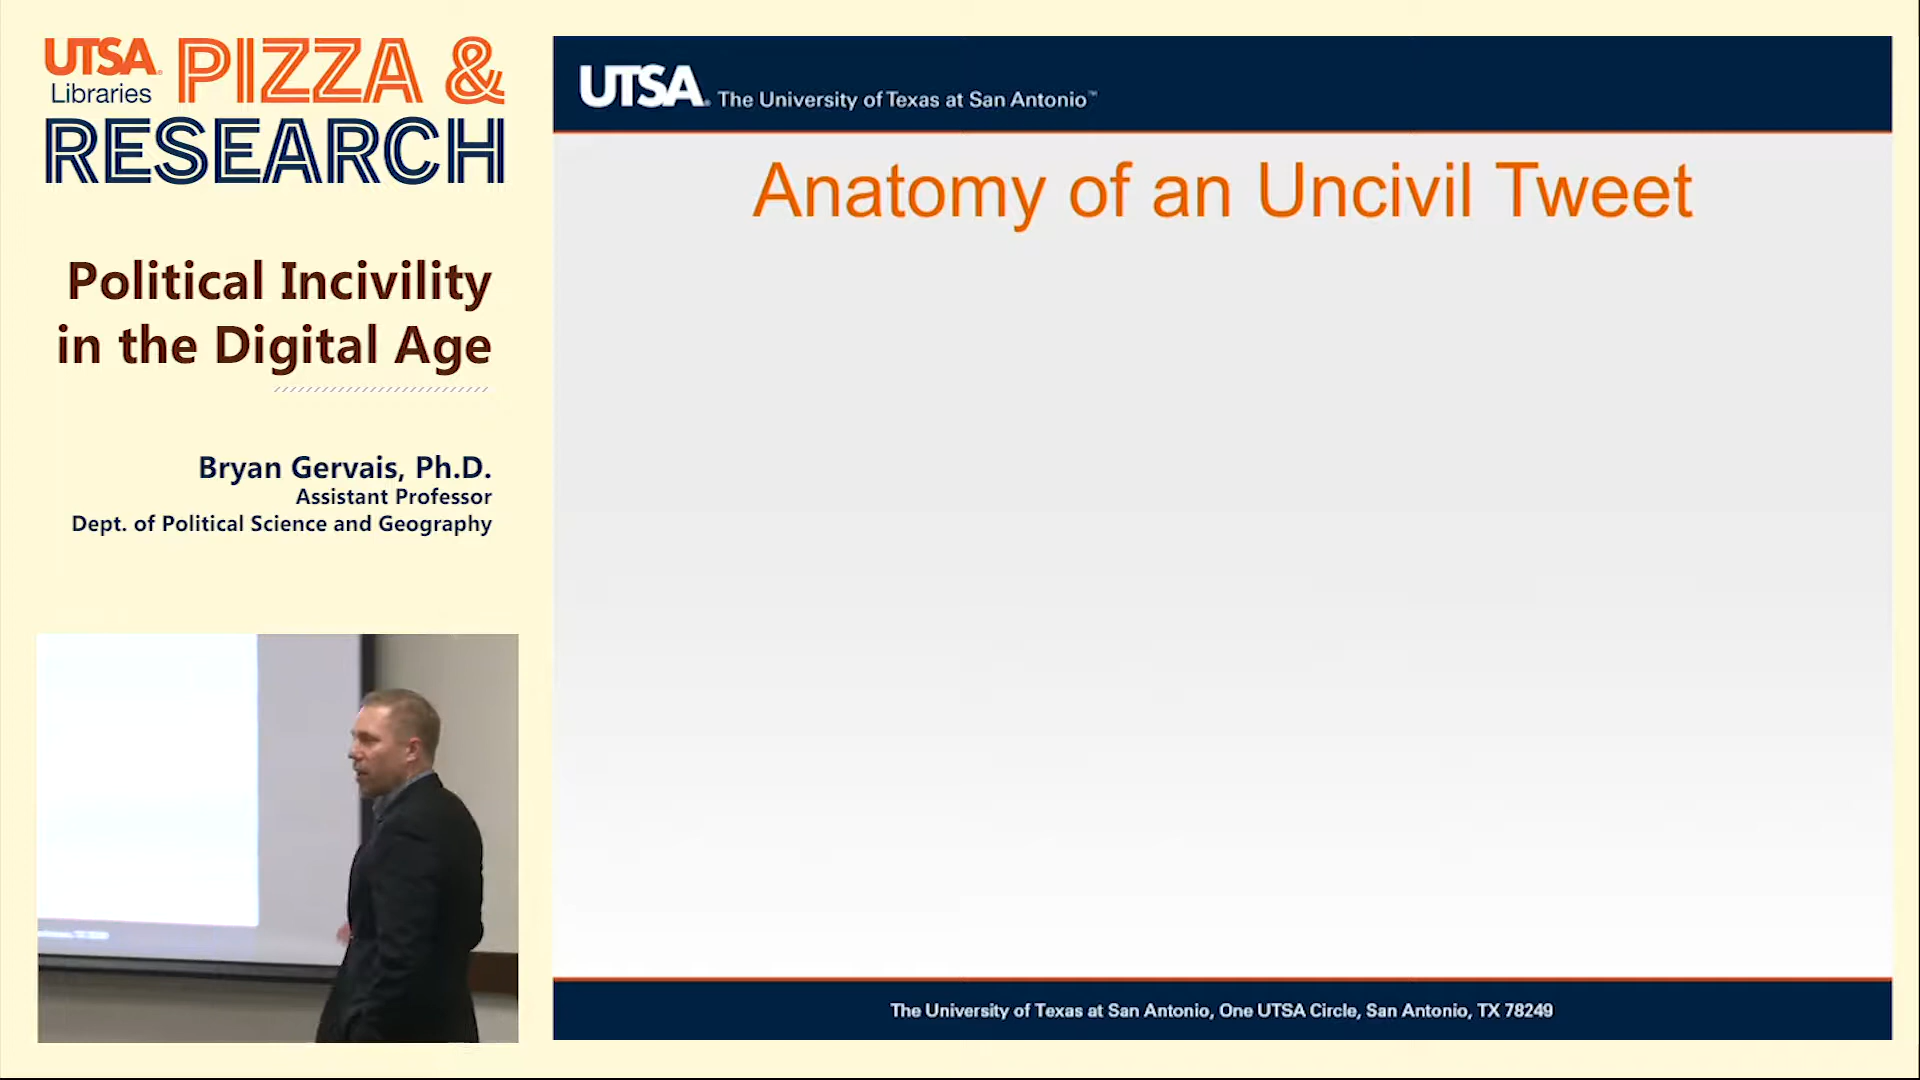 UTSA Libraries PIZZA &
RESEARCH
Political Incivility
in the Digital Age
Bryan Gervais, Ph.D.
Assistant Professor
Dept. of Political Science and Geography
UTSA The University of Texas at San Antonio™
Anatomy of an Uncivil Tweet
The University of Texas at San Antonio, One UTSA Circle, San Antonio, TX 78249